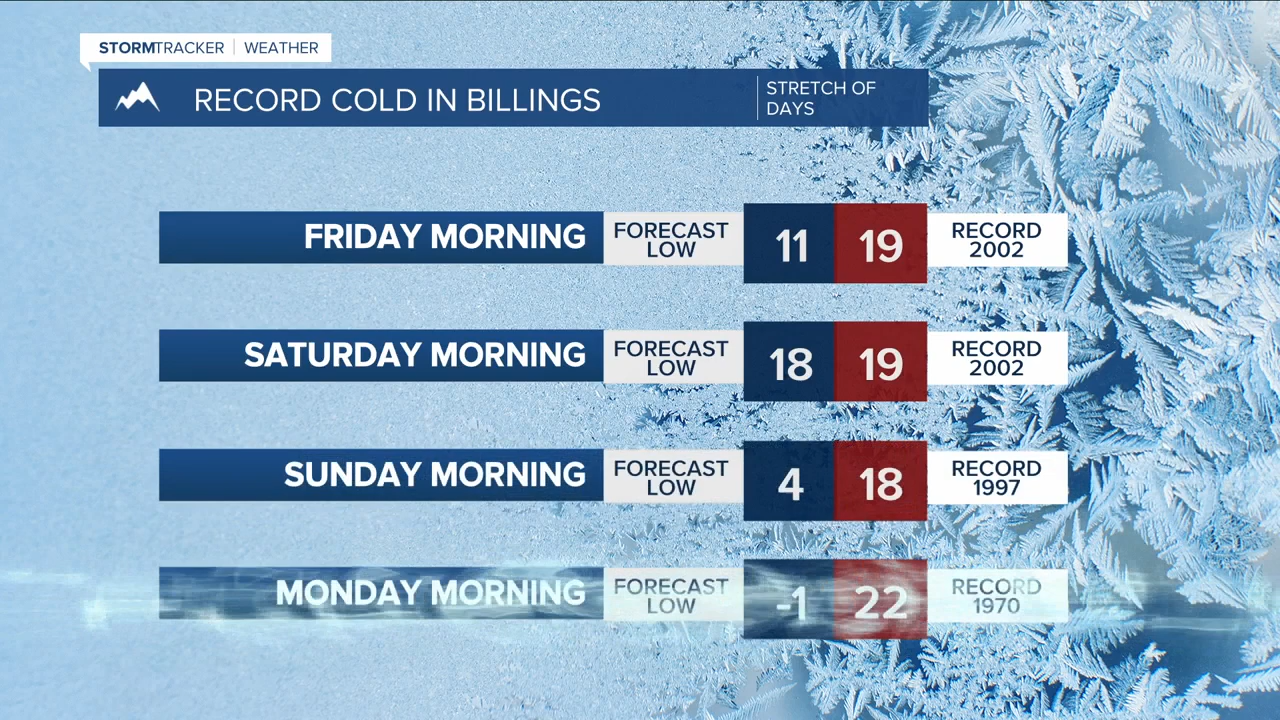 STORMTRACKER | WEATHER
RECORD COLD IN BILLINGS
STRETCH OF
DAYS
FRIDAY MORNING
FORECAST
LOW
11
19
RECORD
2002
SATURDAY MORNING
FORECAST
LOW
18
19
RECORD
2002
SUNDAY MORNING
FORECAST
LOW
4
18
RECORD
1997
MONDAY MORNING
FORECAST
LOW
-1
22
RECORD
1970